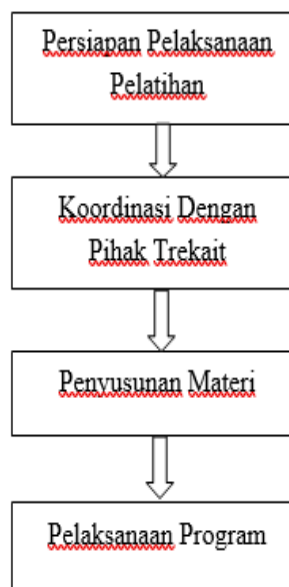 Persiapan Pelaksanaan
Pelatihan
Koordinasi Dengan
Pihak Trekait
Penyusunan Materi
Pelaksanaan Program